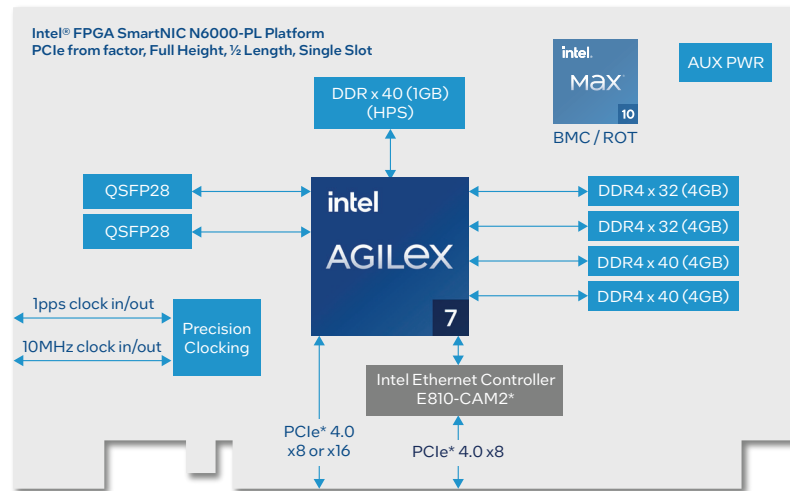 Intel® FPGA SmartNIC N6000-PL Platform
PCIe from factor, Full Height, ½ Length, Single Slot
intel.
MAX
10
BMC / ROT
AUX PWR
DDR x 40 (1GB)
(HPS)
QSFP28
QSFP28
intel
AGILEX
7
DDR4 x 32 (4GB)
DDR4 x 32 (4GB)
DDR4 x 40 (4GB)
DDR4 x 40 (4GB)
1pps clock in/out
10MHz clock in/out
Precision
Clocking
Intel Ethernet Controller
E810-CAM2*
PCIe* 4.0
x8 or x16
PCIe* 4.0 x8